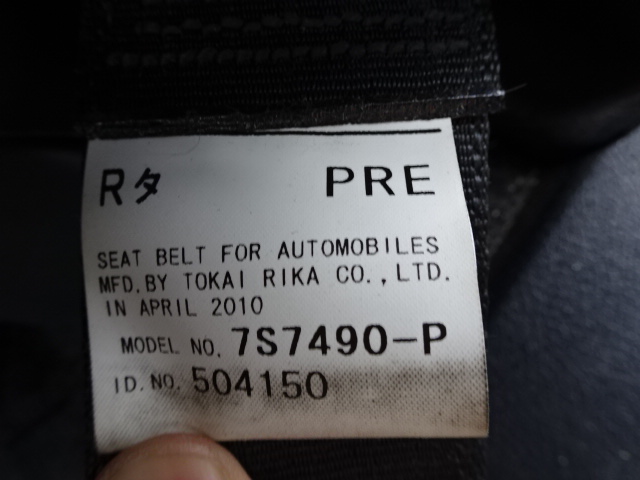 Rタ PRE
SEAT BELT FOR AUTOMOBILES
MFD.BY TOKAI RIKA CO.,LTD.
IN APRIL 2010
MODEL NO. 7S7490-P
ID.NO. 504150